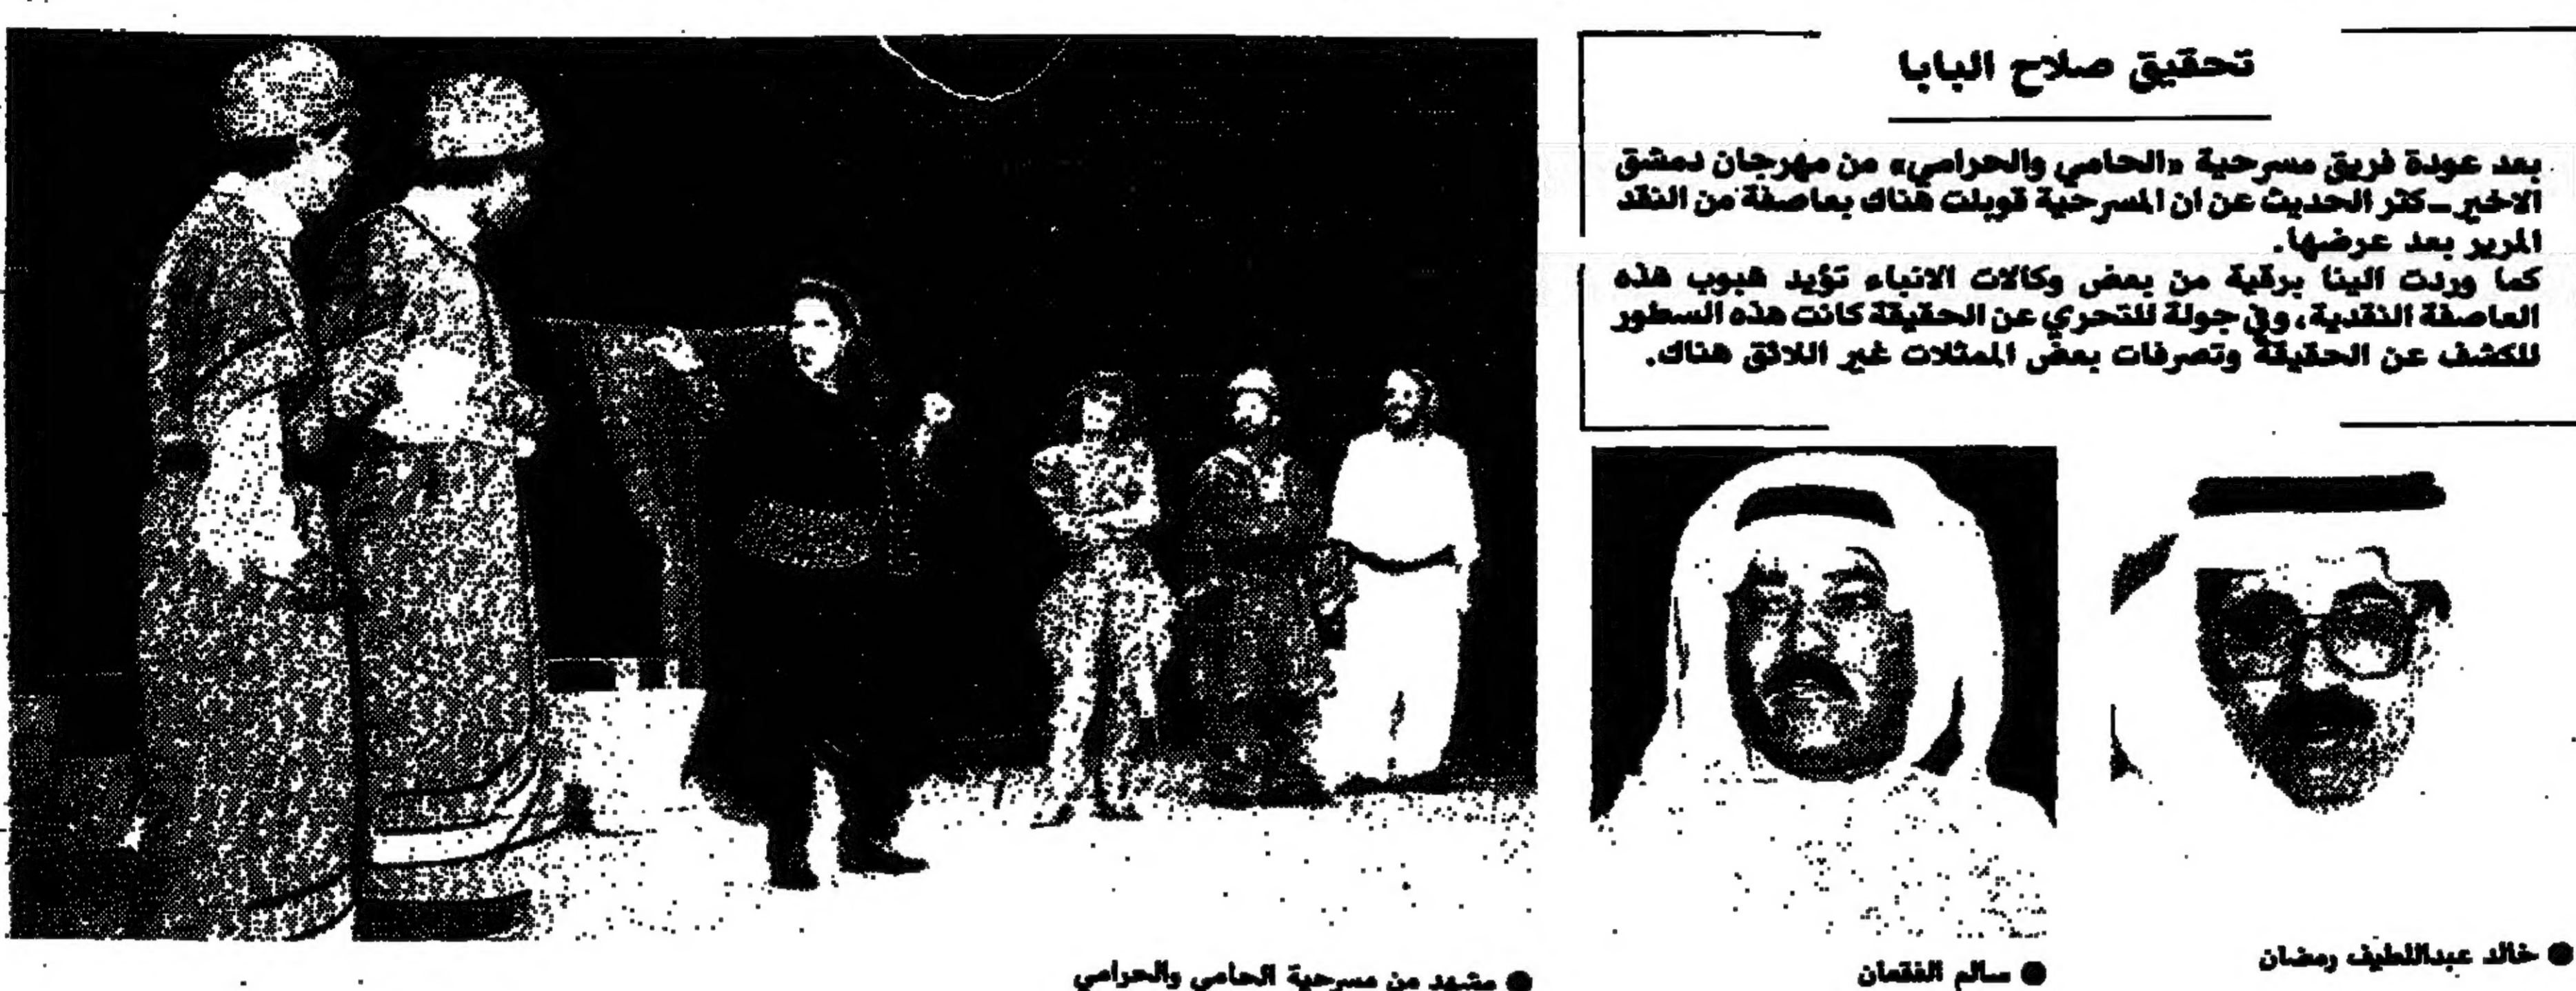 تحقيق صلاح البابا
بعد عودة فريق مسرحية «الحامي والحرامي» من مهرجان دمشق
الاخير ــ كثر الحديث عن ان المسرحية قوبلت هناك بعاصفة من النقد
المرير بعد عرضها.
كما وردت الينا برقية من بعض وكالات الانباء تؤيد هبوب هذه
العاصفة النقدية، وفي جولة للتحري عن الحقيقة كانت هذه السطور
للكشف عن الحقيقة وتصرفات بعض الممثلات غير اللائق هناك.
● خالد عبداللطيف رمضان
● سالم الفقعان
● مشهد من مسرحية الحامي والحرامي